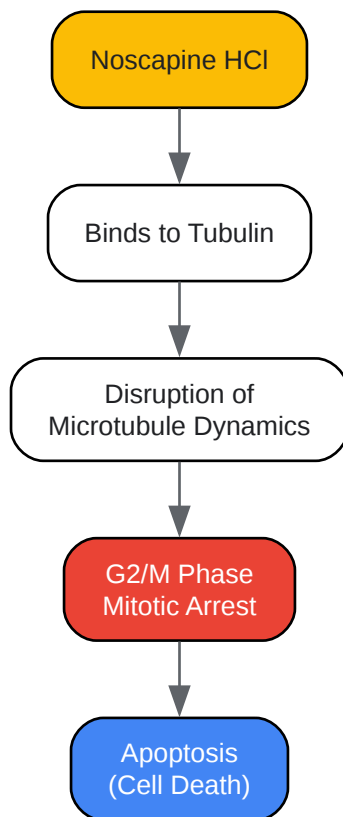 Noscapine HCl
Binds to Tubulin
Disruption of
Microtubule Dynamics
G2/M Phase
Mitotic Arrest
Apoptosis
(Cell Death)